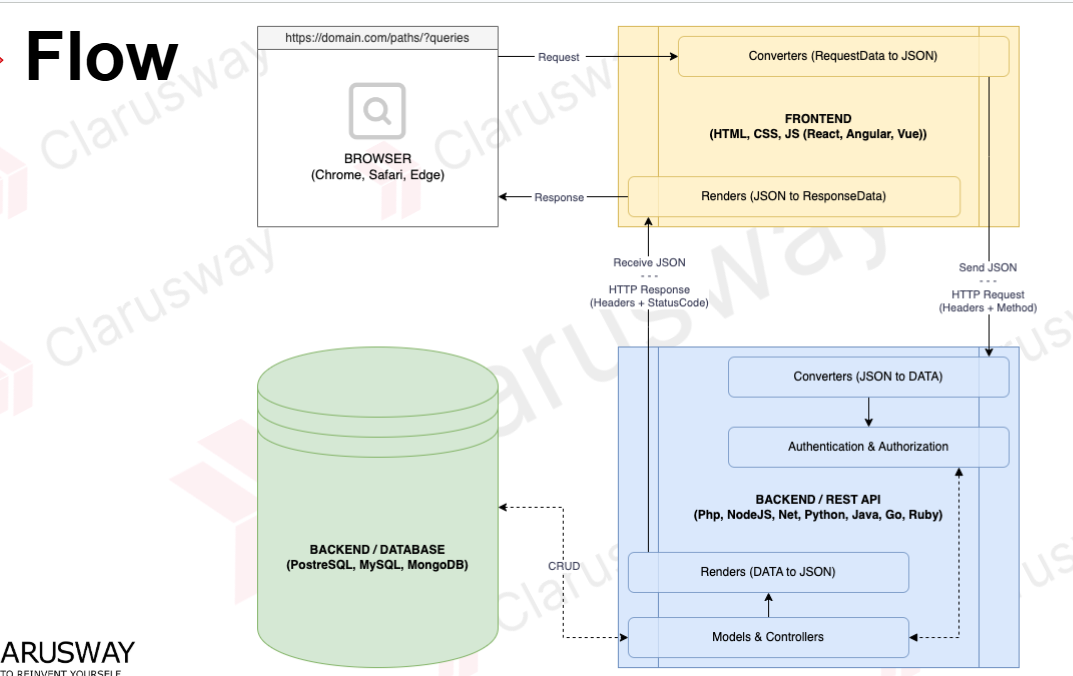 Flow
https://domain.com/paths/?queries
BROWSER
(Chrome, Safari, Edge)
Request
Response
Converters (RequestData to JSON)
FRONTEND
(HTML, CSS, JS (React, Angular, Vue))
Renders (JSON to ResponseData)
Receive JSON
- - -
HTTP Response
(Headers + StatusCode)
Send JSON
- - -
HTTP Request
(Headers + Method)
Converters (JSON to DATA)
Authentication & Authorization
BACKEND / REST API
(Php, NodeJS, Net, Python, Java, Go, Ruby)
Renders (DATA to JSON)
Models & Controllers
CRUD
BACKEND / DATABASE
(PostreSQL, MySQL, MongoDB)
ARUSWAY
TO REINVENT YOURSELF
Clarusway
Clarusway
Clarusway